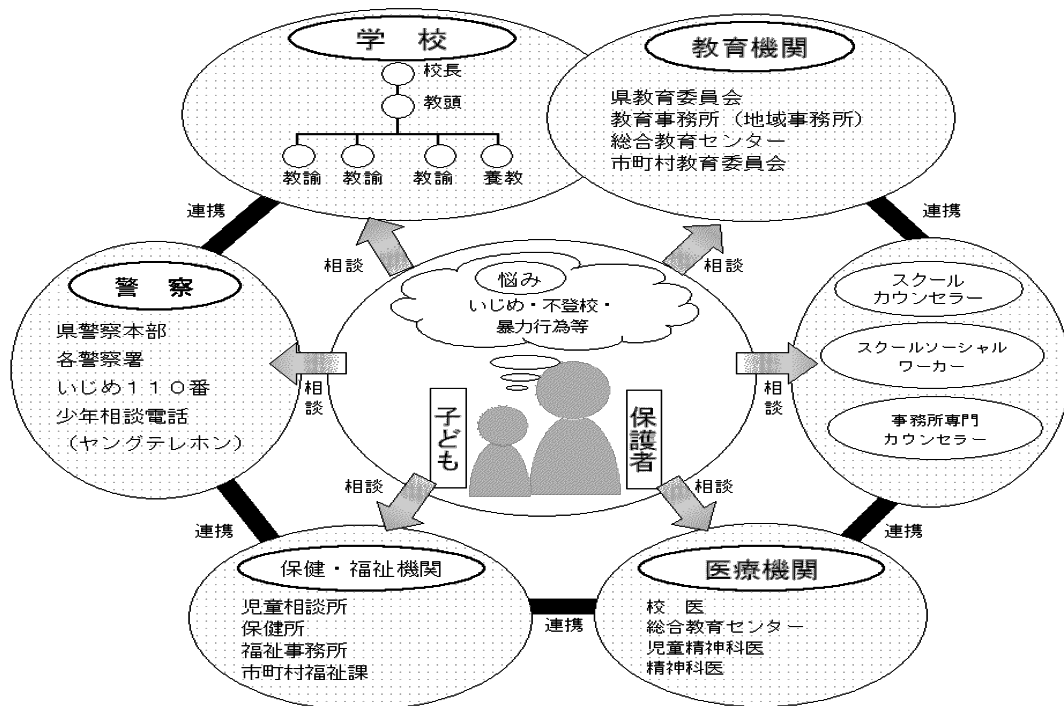 学 校
校長
教頭
教諭
教諭
教諭
養教
教育機関
県教育委員会
教育事務所(地域事務所)
総合教育センター
市町村教育委員会
連携
連携
相談
相談
悩み
いじめ・不登校・
暴力行為等
警 察
県警察本部
各警察署
いじめ110番
少年相談電話
(ヤングテレホン)
相談
子ども
保護者
相談
スクール
カウンセラー
スクールソーシャル
ワーカー
事務所専門
カウンセラー
相談
相談
連携
連携
保健・福祉機関
児童相談所
保健所
福祉事務所
市町村福祉課
連携
医療機関
校 医
総合教育センター
児童精神科医
精神科医